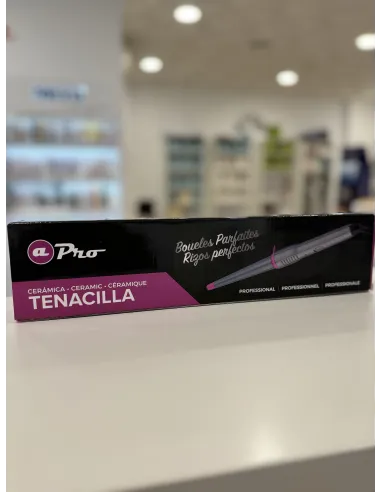 a Pro
Boucles Parfaites
Rizos perfectos
CERÁMICA - CERAMIC - CÉRAMIQUE
TENACILLA
PROFESSIONAL | PROFESSIONNEL | PROFESSIONALE